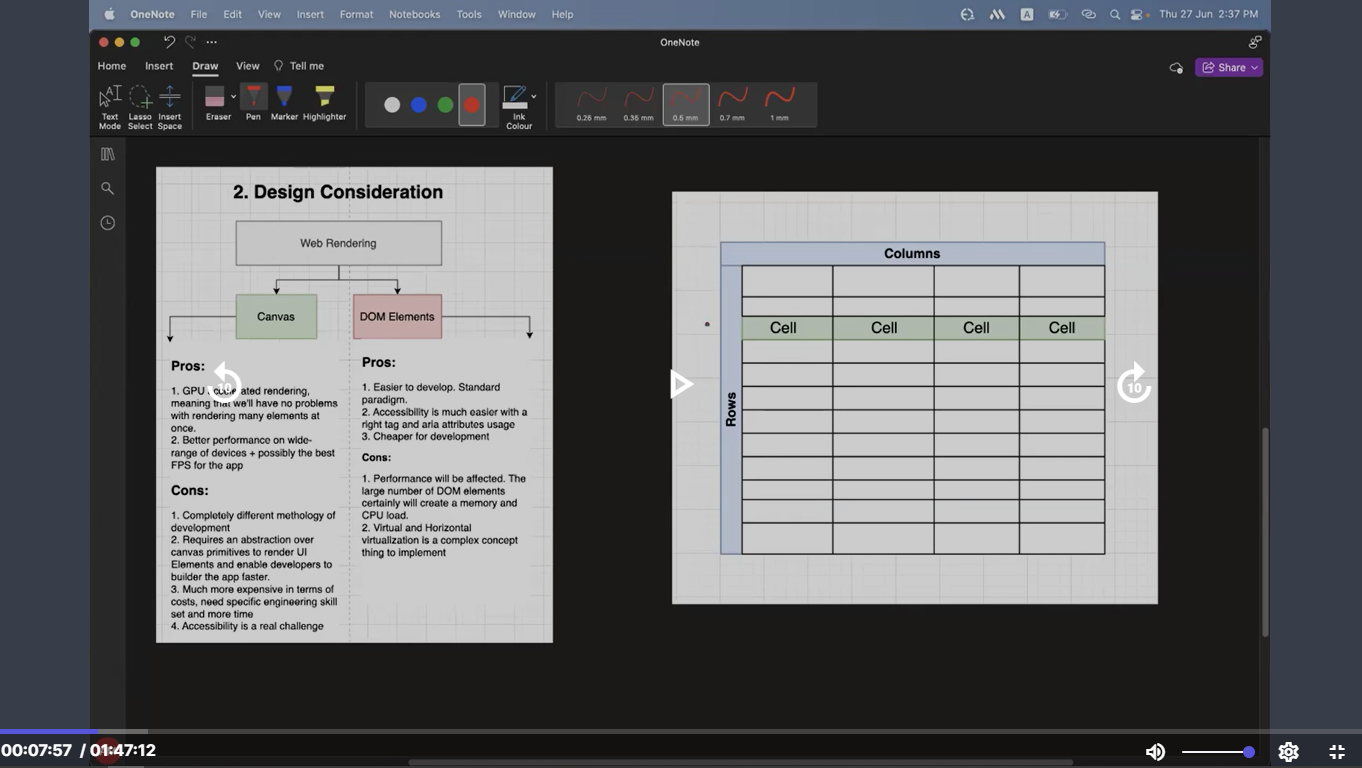 OneNote File Edit View Insert Format Notebooks Tools Window Help
A
Thu 27 Jun 2:37 PM
OneNote
Home Insert Draw View Tell me
Share
Text Mode
Lasso Select
Insert Space
Eraser
Pen
Marker
Highlighter
Ink Colour
0.25 mm
0.35 mm
0.5 mm
0.7 mm
1 mm
2. Design Consideration
Web Rendering
Canvas
DOM Elements
Pros:
1. GPU accelerated rendering,
meaning that we'll have no problems
with rendering many elements at
once.
2. Better performance on wide-
range of devices + possibly the best
FPS for the app
Cons:
1. Completely different methology of
development
2. Requires an abstraction over
canvas primitives to render UI
Elements and enable developers to
builder the app faster.
3. Much more expensive in terms of
costs, need specific engineering skill
set and more time
4. Accessibility is a real challenge
Pros:
1. Easier to develop. Standard
paradigm.
2. Accessibility is much easier with a
right tag and aria attributes usage
3. Cheaper for development
Cons:
1. Performance will be affected. The
large number of DOM elements
certainly will create a memory and
CPU load.
2. Virtual and Horizontal
virtualization is a complex concept
thing to implement
Columns
Rows
Cell Cell Cell Cell
10
10
00:07:57 / 01:47:12